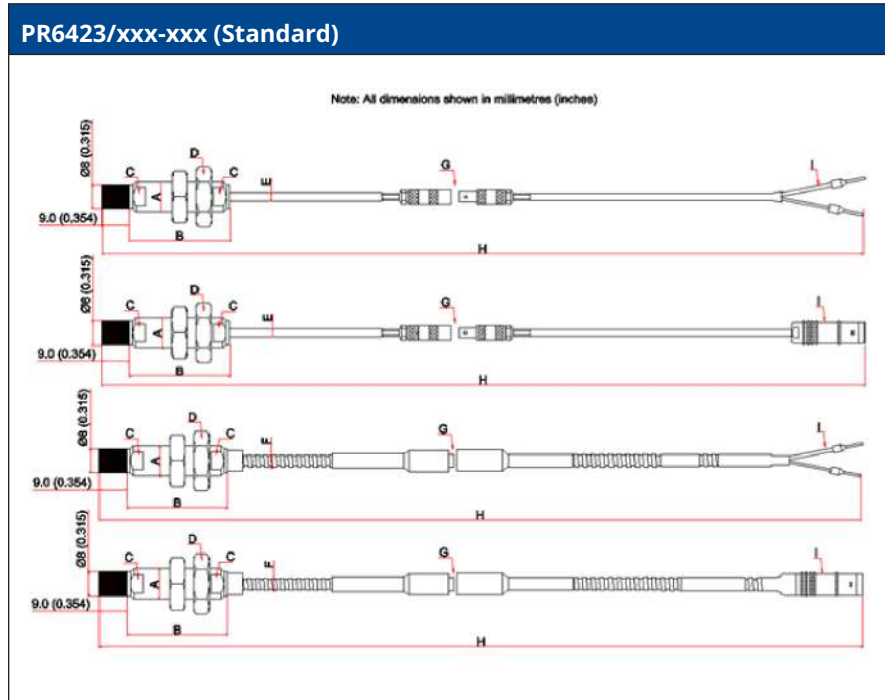 PR6423/xxx-xxx (Standard)
Note: All dimensions shown in millimetres (inches)
Ø8 (0.315)
C
A
D
C
E
G
I
9.0 (0.354)
B
H
Ø8 (0.315)
C
A
D
C
E
G
I
9.0 (0.354)
B
H
Ø8 (0.315)
C
A
D
C
F
G
I
9.0 (0.354)
B
H
Ø8 (0.315)
C
A
D
C
F
G
I
9.0 (0.354)
B
H